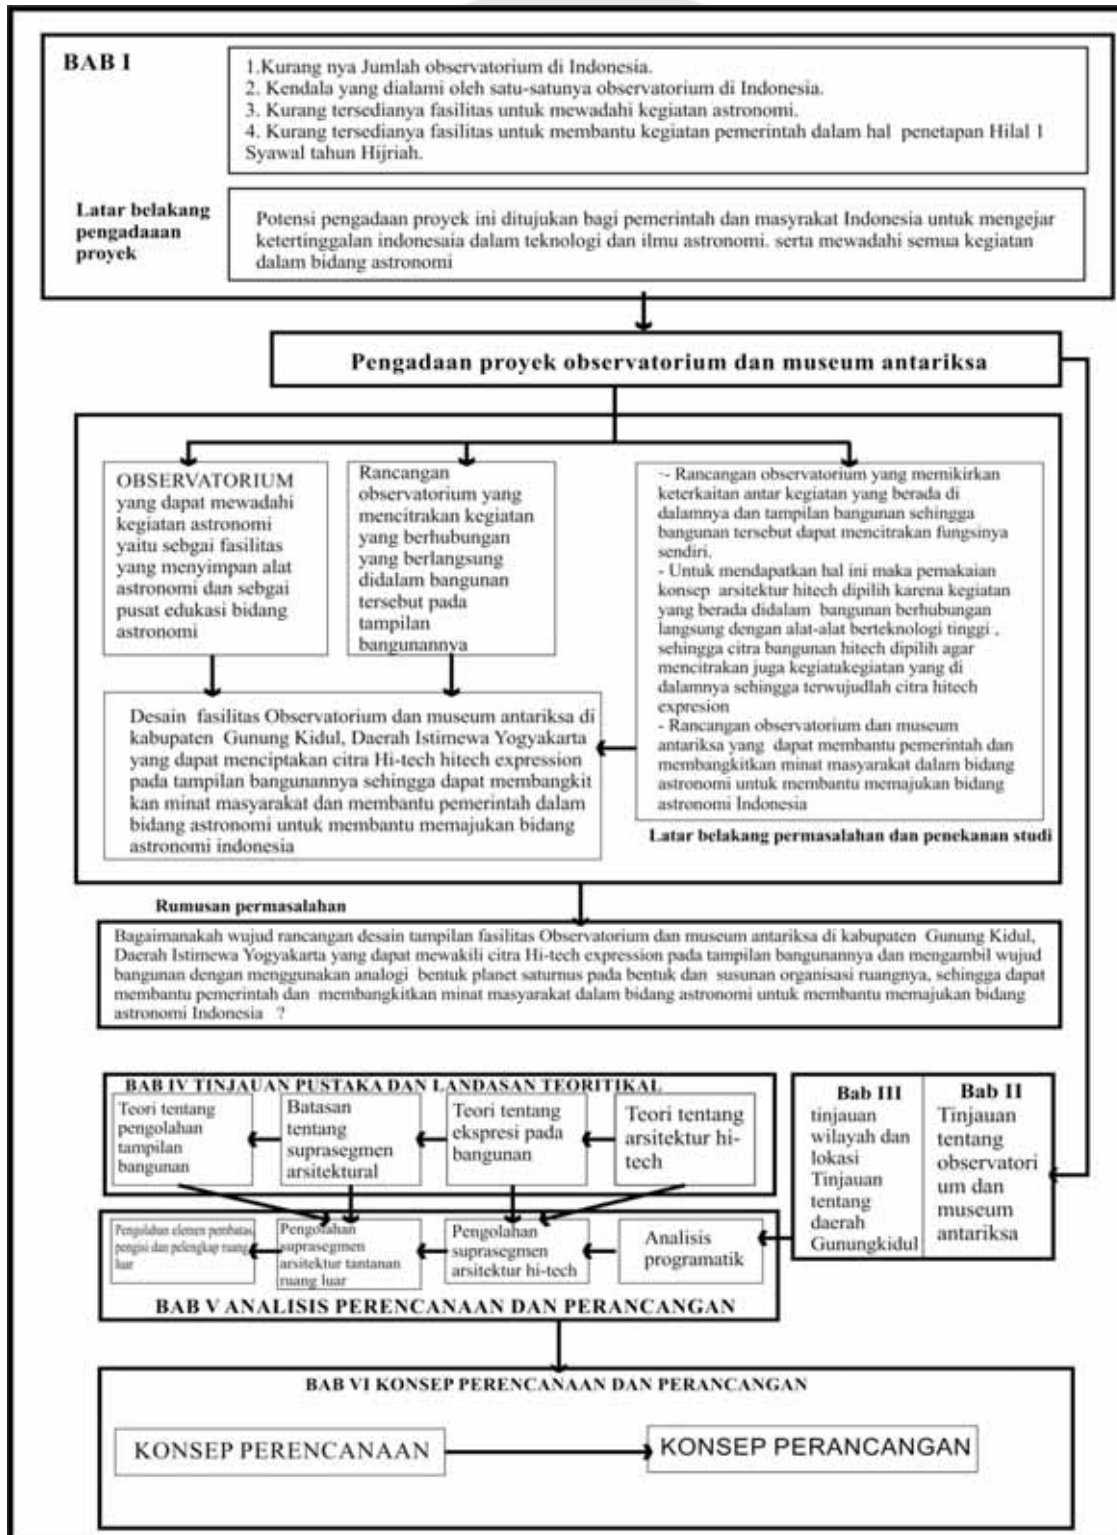 BAB I
1.Kurang nya Jumlah observatorium di Indonesia.
2. Kendala yang dialami oleh satu-satunya observatorium di Indonesia.
3. Kurang tersedianya fasilitas untuk mewadahi kegiatan astronomi.
4. Kurang tersedianya fasilitas untuk membantu kegiatan pemerintah dalam hal penetapan Hilal 1
Syawal tahun Hijriah.
Latar belakang
pengadaaan
proyek
Potensi pengadaan proyek ini ditujukan bagi pemerintah dan masyrakat Indonesia untuk mengejar
ketertinggalan indonesaia dalam teknologi dan ilmu astronomi. serta mewadahi semua kegiatan
dalam bidang astronomi
Pengadaan proyek observatorium dan museum antariksa
OBSERVATORIUM
yang dapat mewadahi
kegiatan astronomi
yaitu sebgai fasilitas
yang menyimpan alat
astronomi dan sebgai
pusat edukasi bidang
astronomi
Rancangan
observatorium yang
mencitrakan kegiatan
yang berhubungan
yang berlangsung
didalam bangunan
tersebut pada
tampilan
bangunannya
~- Rancangan observatorium yang memikirkan
keterkaitan antar kegiatan yang berada di
dalamnya dan tampilan bangunan sehingga
bangunan tersebut dapat mencitrakan fungsinya
sendiri.
- Untuk mendapatkan hal ini maka pemakaian
konsep arsitektur hitech dipilih karena kegiatan
yang berada didalam bangunan berhubungan
langsung dengan alat-alat berteknologi tinggi ,
sehingga citra bangunan hitech dipilih agar
mencitrakan juga kegiatakegiatan yang di
dalamnya sehingga terwujudlah citra hitech
expresion
- Rancangan observatorium dan museum
antariksa yang dapat membantu pemerintah dan
membangkitkan minat masyarakat dalam bidang
astronomi untuk membantu memajukan bidang
astronomi Indonesia
Desain fasilitas Observatorium dan museum antariksa di
kabupaten Gunung Kidul, Daerah Istimewa Yogyakarta
yang dapat menciptakan citra Hi-tech hitech expression
pada tampilan bangunannya sehingga dapat membangkit
kan minat masyarakat dan membantu pemerintah dalam
bidang astronomi untuk membantu memajukan bidang
astronomi indonesia
Latar belakang permasalahan dan penekanan studi
Rumusan permasalahan
Bagaimanakah wujud rancangan desain tampilan fasilitas Observatorium dan museum antariksa di kabupaten Gunung Kidul,
Daerah Istimewa Yogyakarta yang dapat mewakili citra Hi-tech expression pada tampilan bangunannya dan mengambil wujud
bangunan dengan menggunakan analogi bentuk planet saturnus pada bentuk dan susunan organisasi ruangnya, sehingga dapat
membantu pemerintah dan membangkitkan minat masyarakat dalam bidang astronomi untuk membantu memajukan bidang
astronomi Indonesia ?
BAB IV TINJAUAN PUSTAKA DAN LANDASAN TEORITIKAL
Teori tentang
pengolahan
tampilan
bangunan
Batasan
tentang
suprasegmen
arsitektural
Teori tentang
ekspresi pada
bangunan
Teori tentang
arsitektur hi-
tech
Bab III
tinjauan
wilayah dan
lokasi
Tinjauan
tentang
daerah
Gunungkidul
Bab II
Tinjauan
tentang
observatori
um dan
museum
antariksa
Pengolahan elemen pembatas,
pengisi dan pelengkap ruang
luar
Pengolahan
suprasegmen
arsitektur tantanan
ruang luar
Pengolahan
suprasegmen
arsitektur hi-tech
Analisis
programatik
BAB V ANALISIS PERENCANAAN DAN PERANCANGAN
BAB VI KONSEP PERENCANAAN DAN PERANCANGAN
KONSEP PERENCANAAN
KONSEP PERANCANGAN